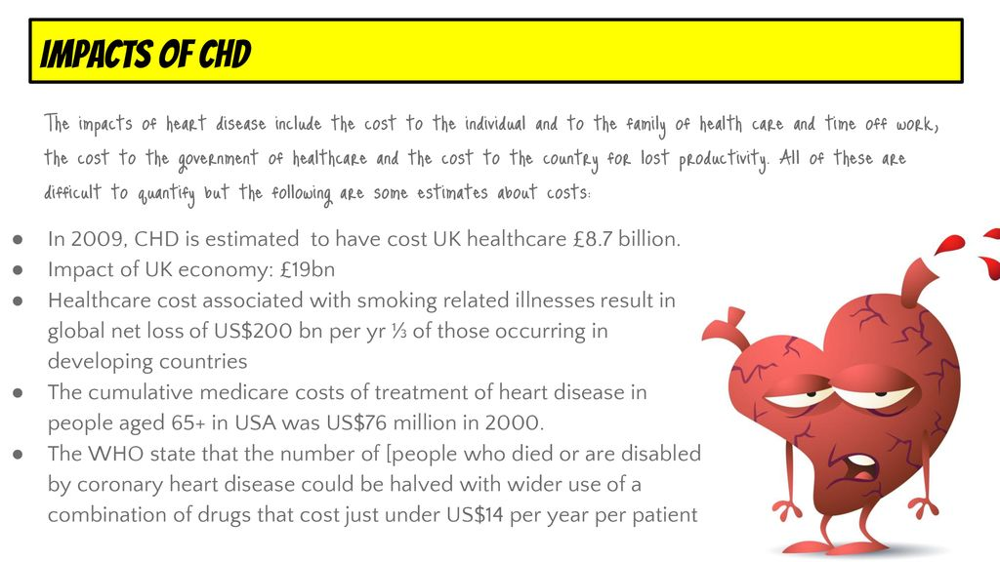 IMPACTS OF CHD
The impacts of heart disease include the cost to the individual and to the family of health care and time off work,
the cost to the government of healthcare and the cost to the country for lost productivity. All of these are
difficult to quantify but the following are some estimates about costs:
● In 2009, CHD is estimated  to have cost UK healthcare £8.7 billion.
● Impact of UK economy: £19bn
● Healthcare cost associated with smoking related illnesses result in
global net loss of US$200 bn per yr ⅓ of those occurring in
developing countries
● The cumulative medicare costs of treatment of heart disease in
people aged 65+ in USA was US$76 million in 2000.
● The WHO state that the number of [people who died or are disabled
by coronary heart disease could be halved with wider use of a
combination of drugs that cost just under US$14 per year per patient